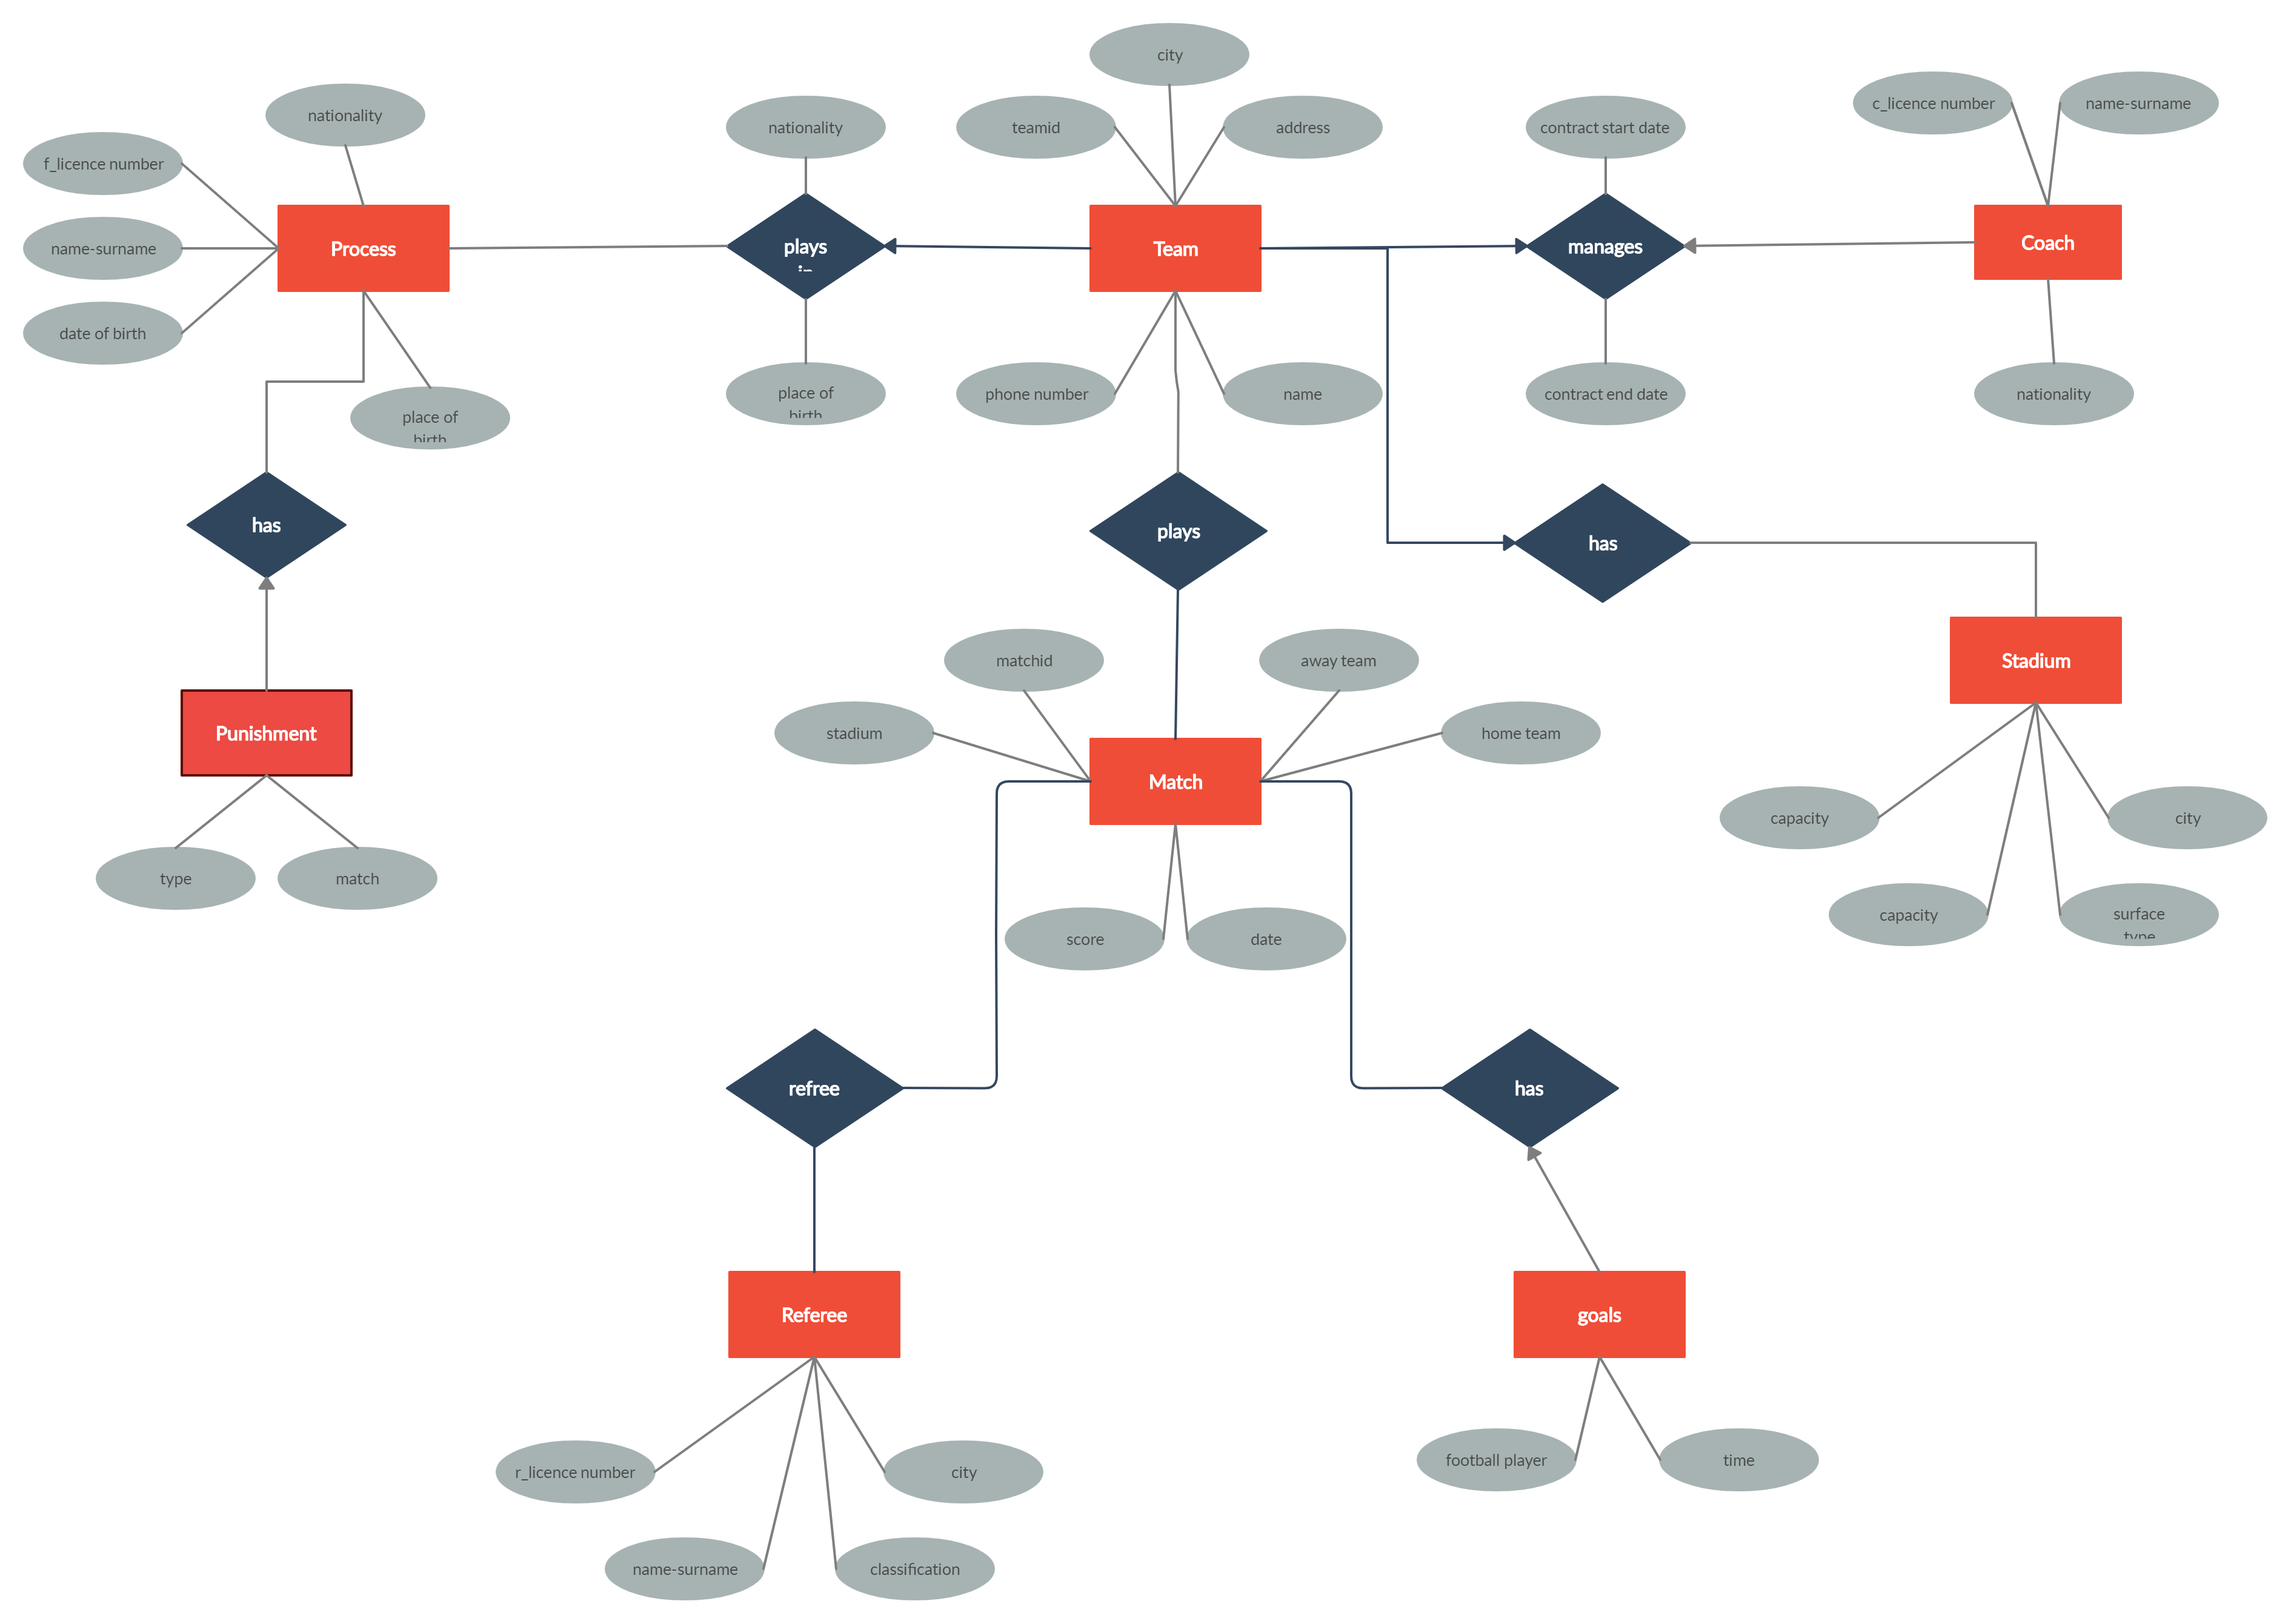 city
c_licence number
name-surname
nationality
nationality
teamid
address
contract start date
f_licence number
name-surname
Process
plays
in
Team
manages
Coach
date of birth
place of
birth
place of
birth
phone number
name
contract end date
nationality
has
plays
has
matchid
away team
Stadium
Punishment
stadium
home team
Match
capacity
city
type
match
score
date
capacity
surface
type
refree
has
Referee
goals
r_licence number
city
football player
time
name-surname
classification